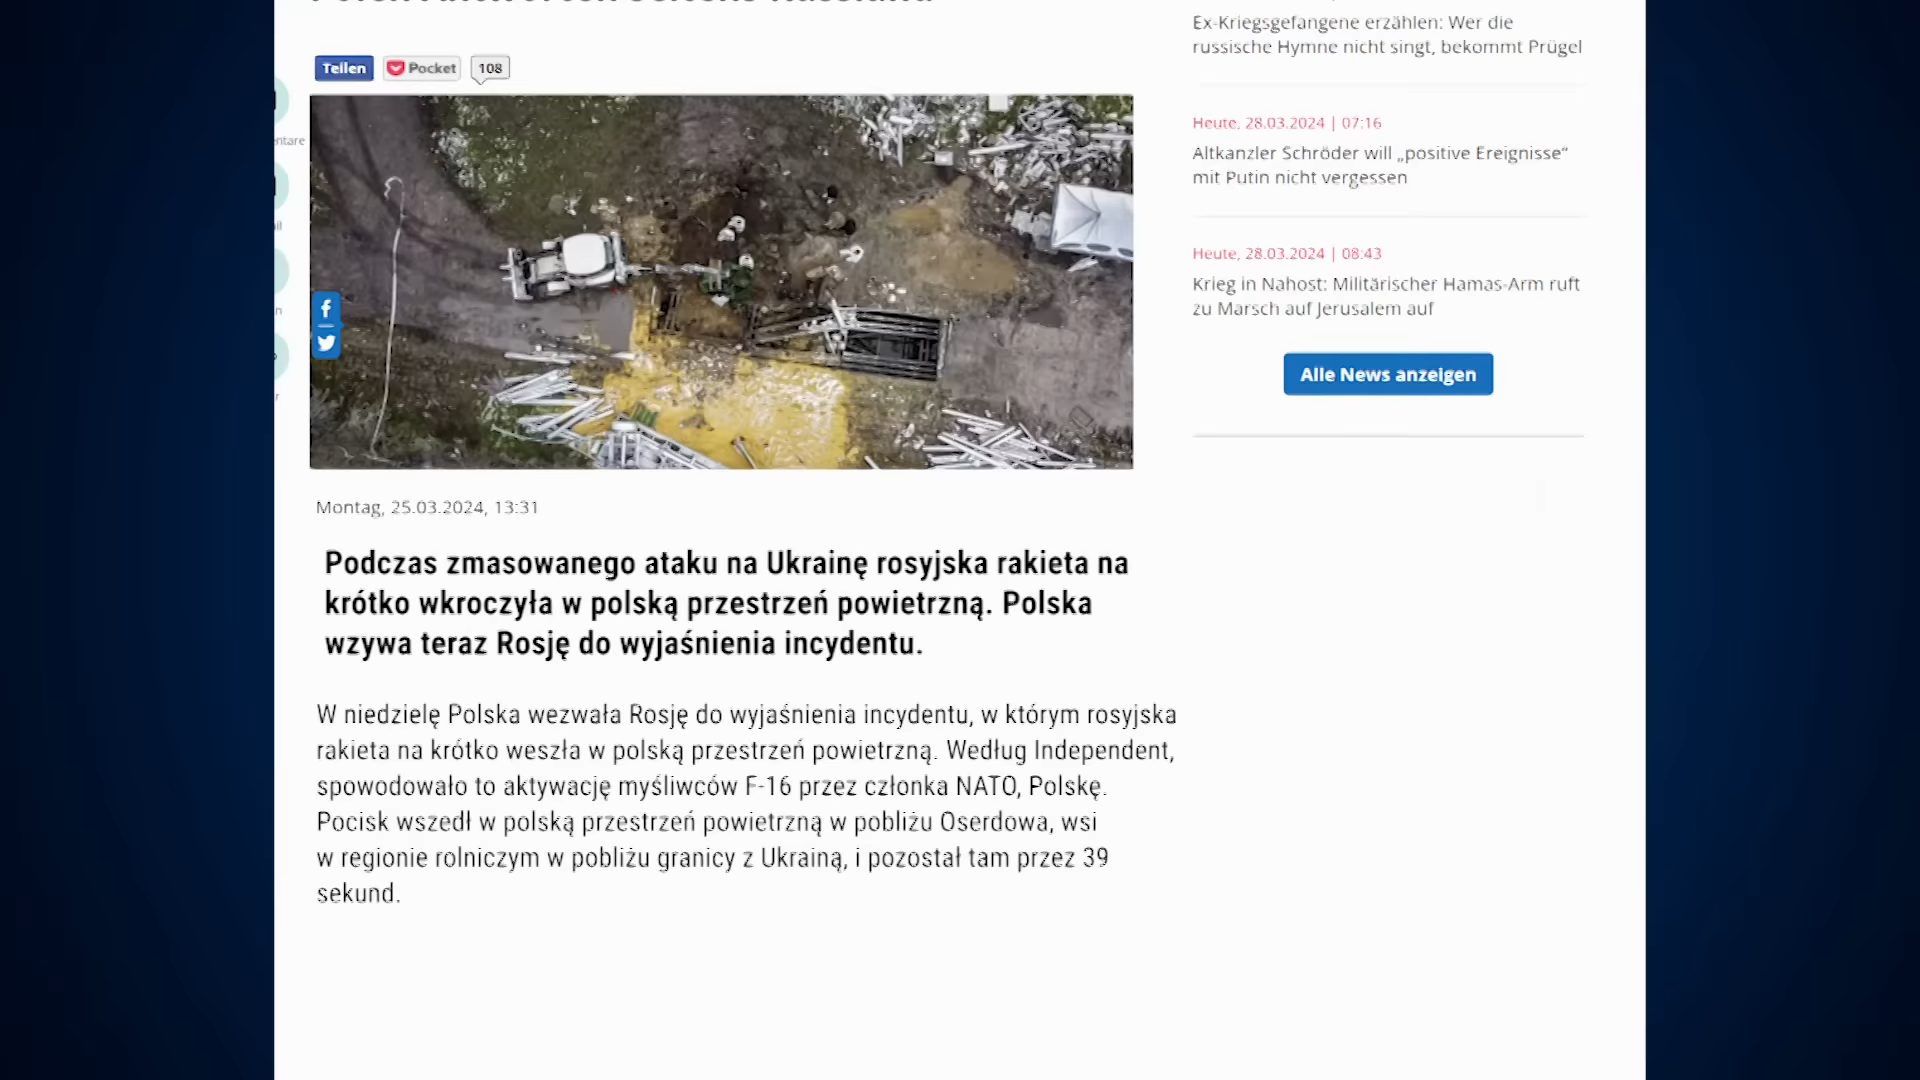 Teilen
Pocket
108
Montag, 25.03.2024, 13:31
Podczas zmasowanego ataku na Ukrainę rosyjska rakieta na
krótko wkroczyła w polską przestrzeń powietrzną. Polska
wzywa teraz Rosję do wyjaśnienia incydentu.
W niedzielę Polska wezwała Rosję do wyjaśnienia incydentu, w którym rosyjska
rakieta na krótko weszła w polską przestrzeń powietrzną. Według Independent,
spowodowało to aktywację myśliwców F-16 przez członka NATO, Polskę.
Pocisk wszedł w polską przestrzeń powietrzną w pobliżu Oserdowa, wsi
w regionie rolniczym w pobliżu granicy z Ukrainą, i pozostał tam przez 39
sekund.
Ex-Kriegsgefangene erzählen: Wer die
russische Hymne nicht singt, bekommt Prügel
Heute, 28.03.2024 | 07:16
Altkanzler Schröder will „positive Ereignisse“
mit Putin nicht vergessen
Heute, 28.03.2024 | 08:43
Krieg in Nahost: Militärischer Hamas-Arm ruft
zu Marsch auf Jerusalem auf
Alle News anzeigen